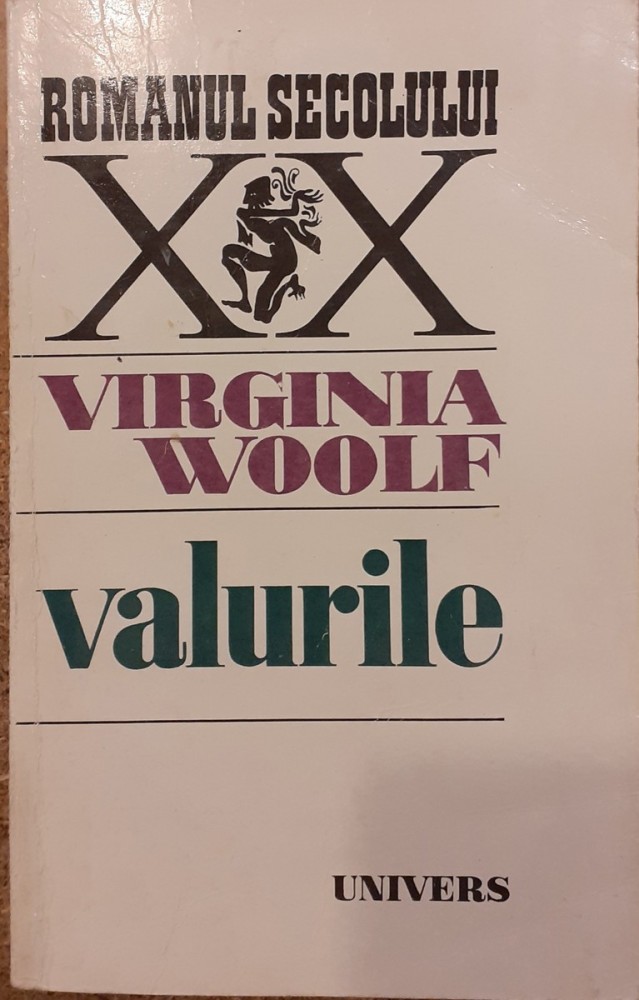 ROMANUL SECOLULUI
XX
VIRGINIA
WOOLF
valurile
UNIVERS